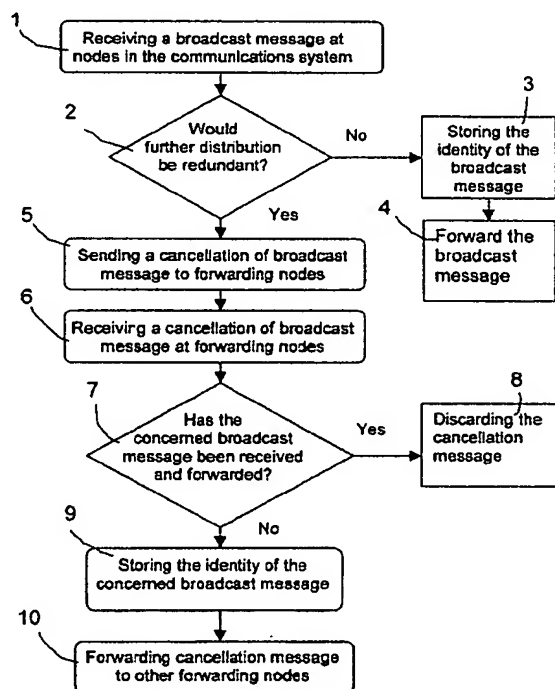 1
Receiving a broadcast message at
nodes in the communications system
2
Would
further distribution
be redundant?
No
3
Storing the
identity of the
broadcast
message
Yes
4
Forward the
broadcast
message
5
Sending a cancellation of broadcast
message to forwarding nodes
6
Receiving a cancellation of broadcast
message at forwarding nodes
7
Has the
concerned broadcast
message been received
and forwarded?
Yes
8
Discarding the
cancellation
message
No
9
Storing the identity of the
concerned broadcast message
10
Forwarding cancellation message
to other forwarding nodes